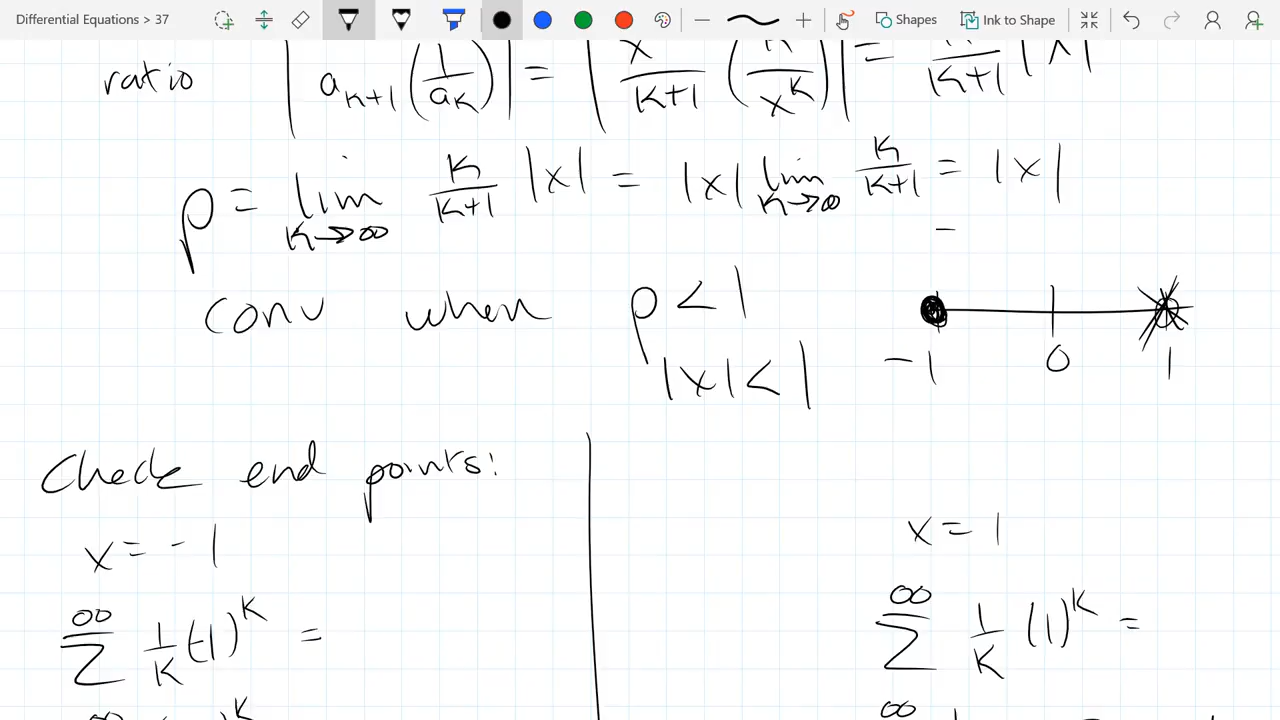 Differential Equations > 37
Shapes
Ink to Shape
ratio | a_{k+1} (1/a_k) | = | x/(k+1) (k/x^k) | = k/(k+1) |x|
ρ = lim_{k→∞} k/(k+1) |x| = |x| lim_{k→∞} k/(k+1) = |x|
conv when ρ < 1
|x| < 1
-1 0 1
Check end points:
x = -1
∞ Σ 1/k (-1)^k =
∞ k
x = 1
∞ Σ 1/k (1)^k =
∞